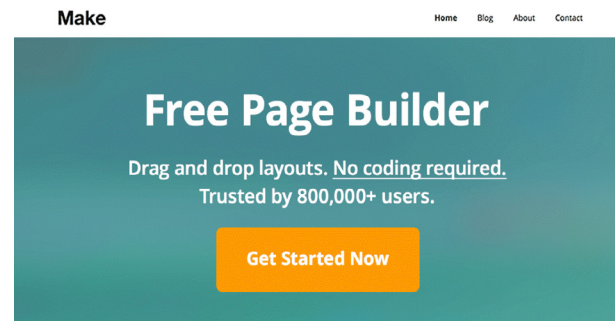 Make
Home Blog About Contact
Free Page Builder
Drag and drop layouts. No coding required.
Trusted by 800,000+ users.
Get Started Now